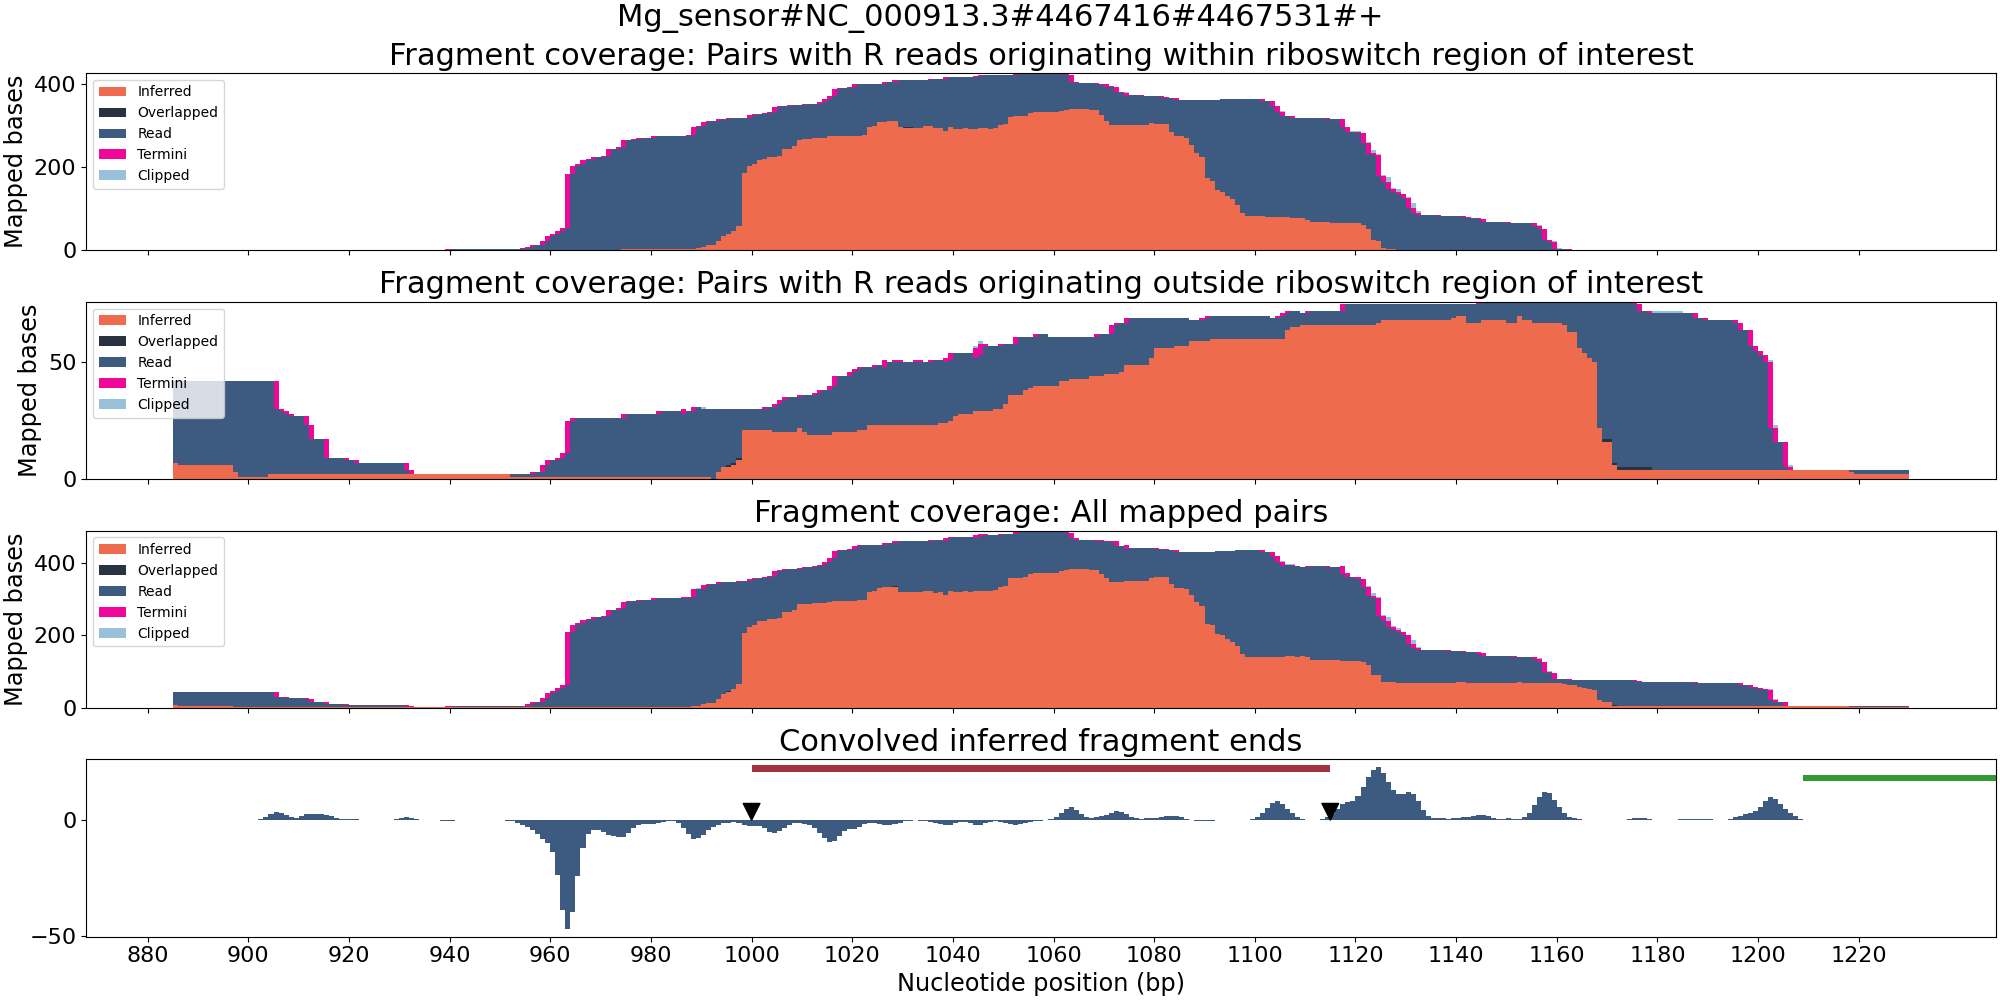 Mg_sensor#NC_000913.3#4467416#4467531#+
Fragment coverage: Pairs with R reads originating within riboswitch region of interest
Mapped bases
400
200
0
Inferred
Overlapped
Read
Termini
Clipped
Fragment coverage: Pairs with R reads originating outside riboswitch region of interest
Mapped bases
50
0
Inferred
Overlapped
Read
Termini
Clipped
Fragment coverage: All mapped pairs
Mapped bases
400
200
0
Inferred
Overlapped
Read
Termini
Clipped
Convolved inferred fragment ends
0
−50
880 900 920 940 960 980 1000 1020 1040 1060 1080 1100 1120 1140 1160 1180 1200 1220
Nucleotide position (bp)